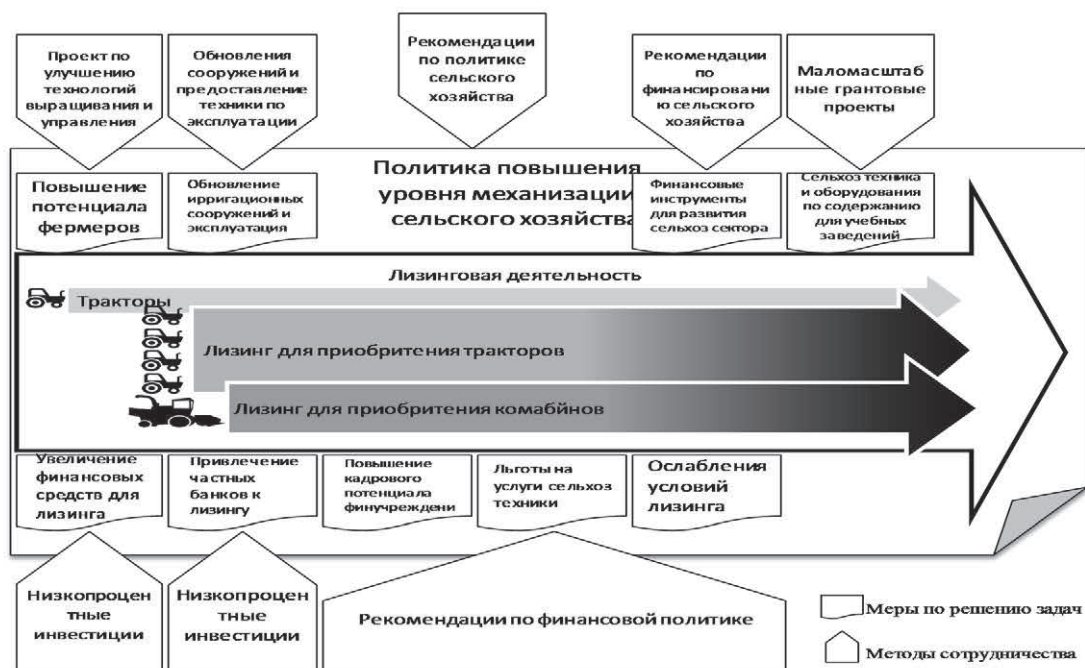 Проект по
улучшению
технологий
выращивания и
управления
Обновления
сооружений и
предоставление
техники по
эксплуатации
Рекомендации
по политике
сельского
хозяйства
Рекомендации
по
финансировани
ю сельского
хозяйства
Маломасштаб
ные грантовые
проекты
Повышение
потенциала
фермеров
Обновление
ирригационных
сооружений и
эксплуатация
Политика повышения
уровня механизации
сельского хозяйства
Финансовые
инструменты
для развития
сельхоз сектора
Сельхоз техника
и оборудования
по содержанию
для учебных
заведений
Лизинговая деятельность
Тракторы
Лизинг для приобритения тракторов
Лизинг для приобритения комабйнов
Увеличение
финансовых
средств для
лизинга
Привлечение
частных
банков к
лизингу
Повышение
кадрового
потенциала
финучреждени
Льготы на
услуги сельхоз
техники
Ослабления
условий
лизинга
Низкопроцен
тные
инвестиции
Низкопроцен
тные
инвестиции
Рекомендации по финансовой политике
Меры по решению задач
Методы сотрудничества